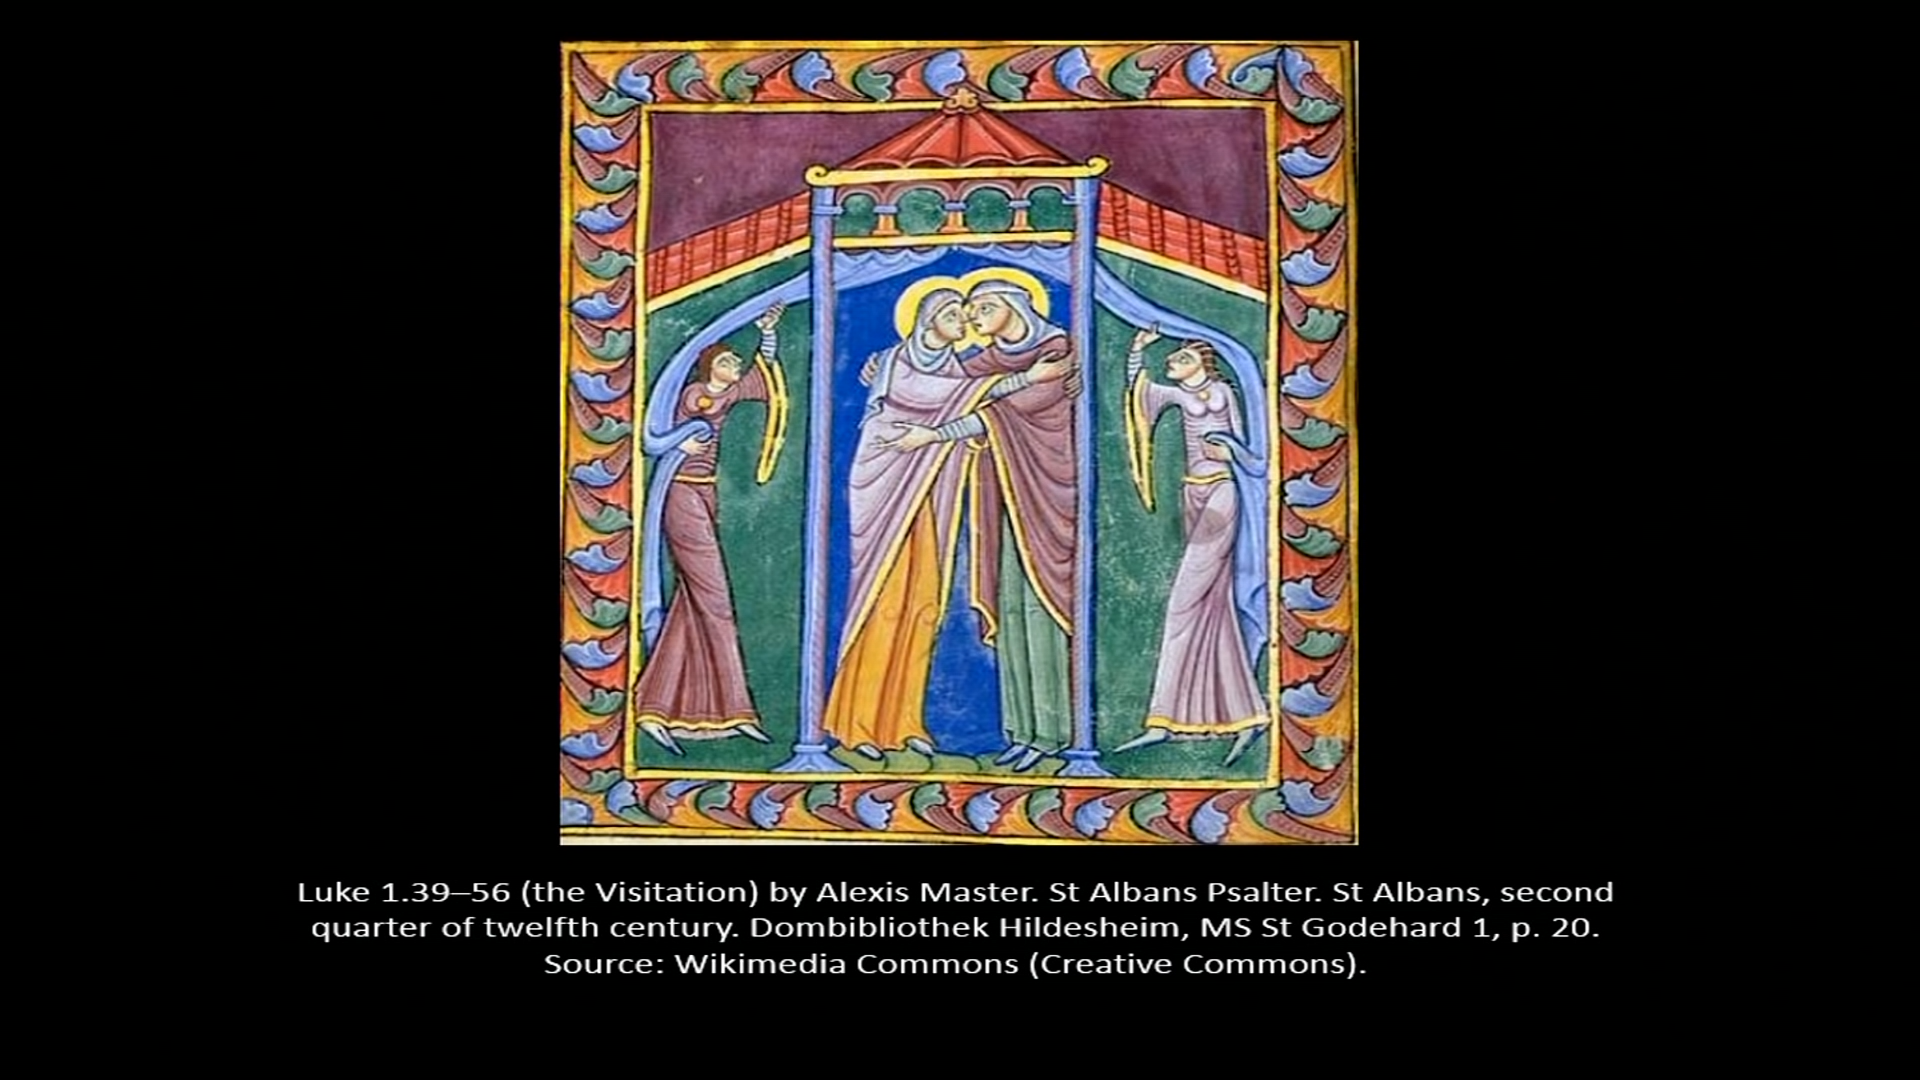 Luke 1.39–56 (the Visitation) by Alexis Master. St Albans Psalter. St Albans, second
quarter of twelfth century. Dombibliothek Hildesheim, MS St Godehard 1, p. 20.
Source: Wikimedia Commons (Creative Commons).